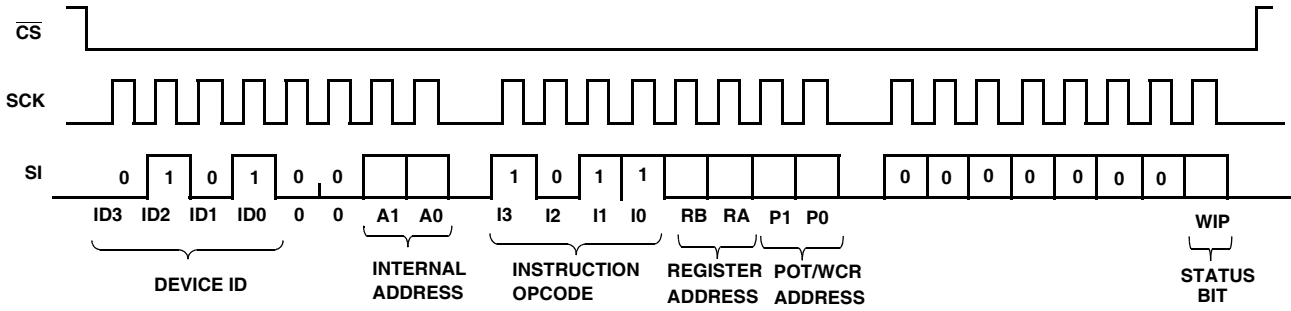 CS
SCK
SI
0 1 0 1 0 0 1 0 1 1 0 0 0 0 0 0 0
ID3 ID2 ID1 ID0 0 0 A1 A0 I3 I2 I1 I0 RB RA P1 P0 WIP
DEVICE ID
INTERNAL
ADDRESS
INSTRUCTION
OPCODE
REGISTER
ADDRESS
POT/WCR
ADDRESS
STATUS
BIT